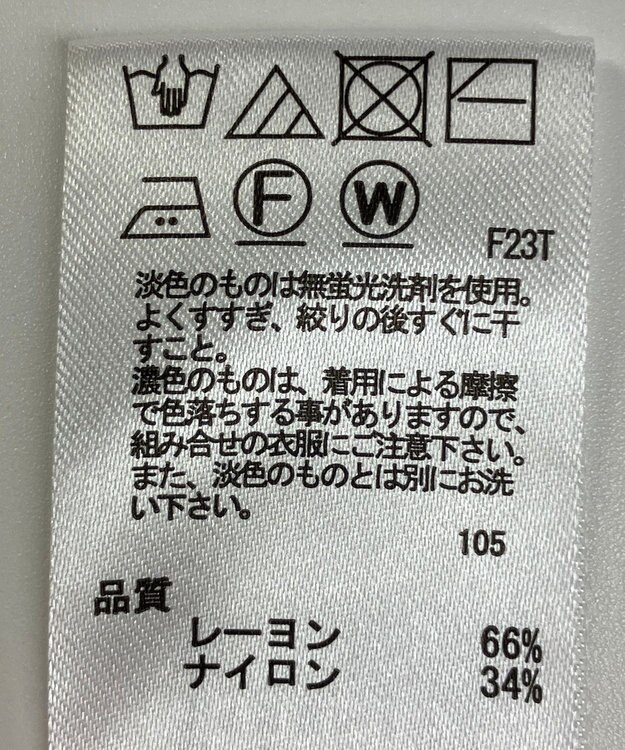 F W F23T
淡色のものは無蛍光洗剤を使用。
よくすすぎ、絞りの後すぐに干
すこと。
濃色のものは、着用による摩擦
で色落ちする事がありますので、
組み合せの衣服にご注意下さい。
また、淡色のものとは別にお洗
い下さい。
105
品質
レーヨン 66%
ナイロン 34%